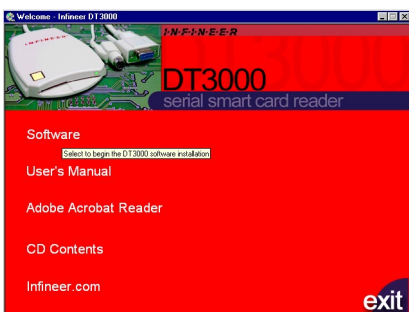 Welcome - Infineer DT3000
I·N·F·I·N·E·E·R
INFINEER
DT3000
serial smart card reader
Software
Select to begin the DT3000 software installation
User's Manual
Adobe Acrobat Reader
CD Contents
Infineer.com
exit